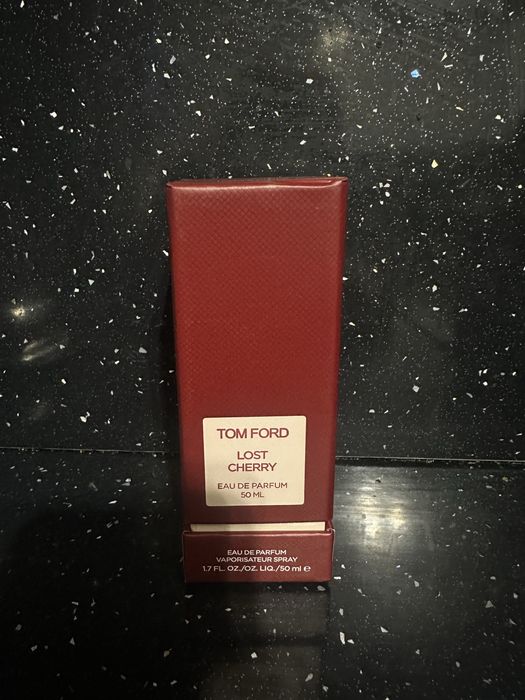 TOM FORD
LOST
CHERRY
EAU DE PARFUM
50 ML
EAU DE PARFUM
VAPORISATEUR SPRAY
1.7 FL. OZ./OZ. LIQ./50 ml ℮